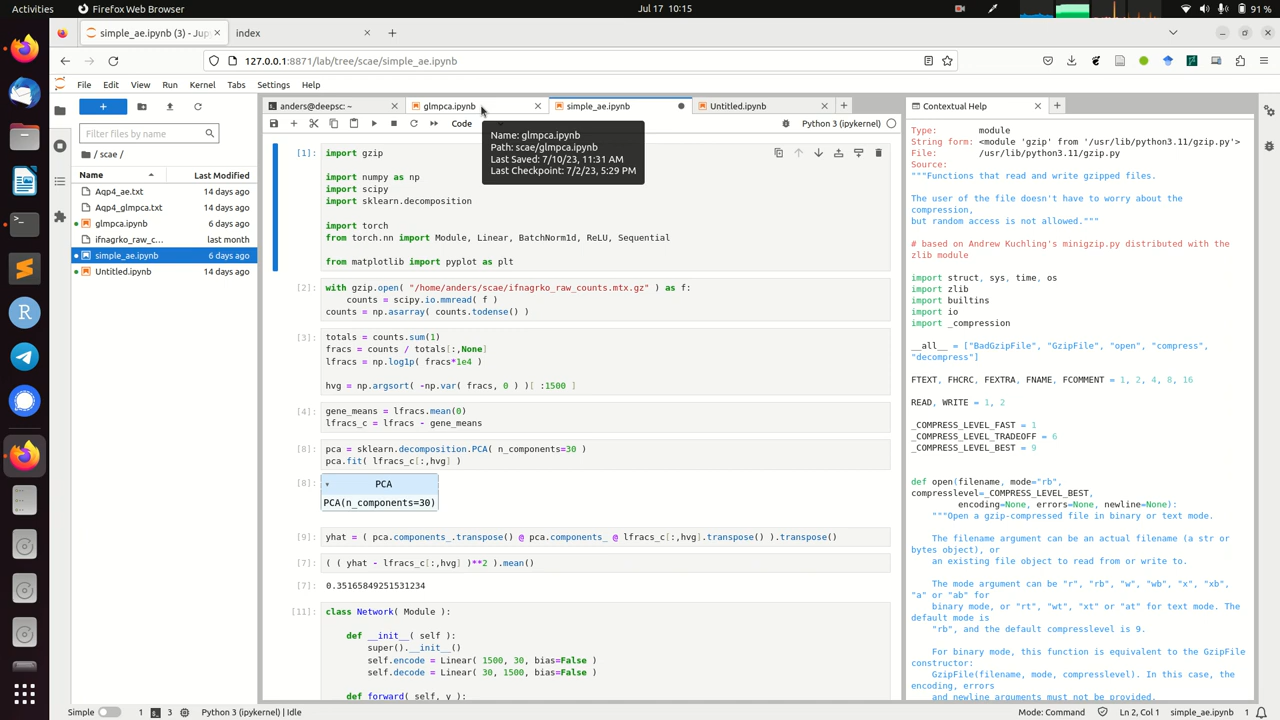 Activities
Firefox Web Browser
Jul 17 10:15
91 %
simple_ae.ipynb (3) - Jup
index
127.0.0.1:8871/lab/tree/scae/simple_ae.ipynb
File Edit View Run Kernel Tabs Settings Help
Filter files by name
/ scae /
Name Last Modified
Aqp4_ae.txt 14 days ago
Aqp4_glmpca.txt 14 days ago
glmpca.ipynb 6 days ago
ifnagrko_raw_c... last month
simple_ae.ipynb 6 days ago
Untitled.ipynb 14 days ago
anders@deepsc: ~
glmpca.ipynb
simple_ae.ipynb
Untitled.ipynb
Code
Python 3 (ipykernel)
Name: glmpca.ipynb
Path: scae/glmpca.ipynb
Last Saved: 7/10/23, 11:31 AM
Last Checkpoint: 7/2/23, 5:29 PM
[1]: import gzip
import numpy as np
import scipy
import sklearn.decomposition
import torch
from torch.nn import Module, Linear, BatchNorm1d, ReLU, Sequential
from matplotlib import pyplot as plt
[2]: with gzip.open( "/home/anders/scae/ifnagrko_raw_counts.mtx.gz" ) as f:
counts = scipy.io.mmread( f )
counts = np.asarray( counts.todense() )
[3]: totals = counts.sum(1)
fracs = counts / totals[:,None]
lfracs = np.log1p( fracs*1e4 )
hvg = np.argsort( -np.var( fracs, 0 ) )[ :1500 ]
[4]: gene_means = lfracs.mean(0)
lfracs_c = lfracs - gene_means
[8]: pca = sklearn.decomposition.PCA( n_components=30 )
pca.fit( lfracs_c[:,hvg] )
[8]: PCA
PCA(n_components=30)
[9]: yhat = ( pca.components_.transpose() @ pca.components_ @ lfracs_c[:,hvg].transpose() ).transpose()
[7]: ( ( yhat - lfracs_c[:,hvg] )**2 ).mean()
[7]: 0.35165849251531234
[11]: class Network( Module ):
def __init__( self ):
super().__init__()
self.encode = Linear( 1500, 30, bias=False )
self.decode = Linear( 30, 1500, bias=False )
def forward( self, y ):
Contextual Help
Type: module
String form: <module 'gzip' from '/usr/lib/python3.11/gzip.py'>
File: /usr/lib/python3.11/gzip.py
Source:
"""Functions that read and write gzipped files.
The user of the file doesn't have to worry about the
compression,
but random access is not allowed."""
# based on Andrew Kuchling's minigzip.py distributed with the
zlib module
import struct, sys, time, os
import zlib
import builtins
import io
import _compression
__all__ = ["BadGzipFile", "GzipFile", "open", "compress",
"decompress"]
FTEXT, FHCRC, FEXTRA, FNAME, FCOMMENT = 1, 2, 4, 8, 16
READ, WRITE = 1, 2
_COMPRESS_LEVEL_FAST = 1
_COMPRESS_LEVEL_TRADEOFF = 6
_COMPRESS_LEVEL_BEST = 9
def open(filename, mode="rb",
compresslevel=_COMPRESS_LEVEL_BEST,
encoding=None, errors=None, newline=None):
"""Open a gzip-compressed file in binary or text mode.
The filename argument can be an actual filename (a str or
bytes object), or
an existing file object to read from or write to.
The mode argument can be "r", "rb", "w", "wb", "x", "xb",
"a" or "ab" for
binary mode, or "rt", "wt", "xt" or "at" for text mode. The
default mode is
"rb", and the default compresslevel is 9.
For binary mode, this function is equivalent to the GzipFile
constructor:
GzipFile(filename, mode, compresslevel). In this case, the
encoding, errors
and newline arguments must not be provided.
Simple
1
3
Python 3 (ipykernel) | Idle
Mode: Command
Ln 2, Col 1
simple_ae.ipynb
1